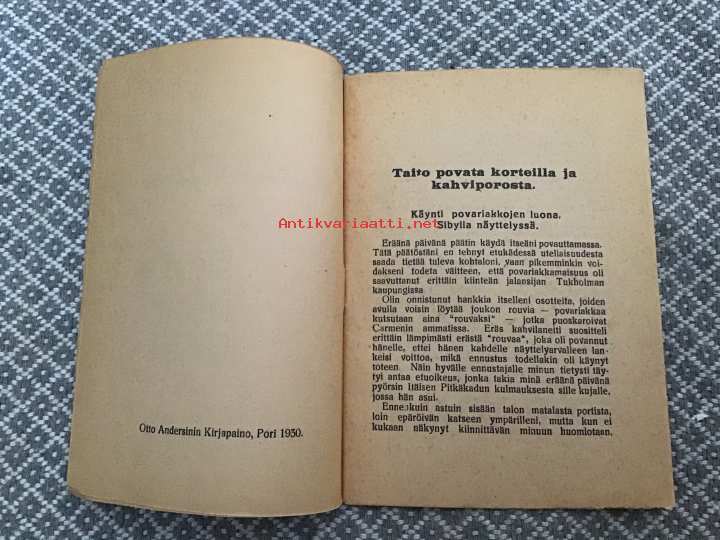 Otto Andersinin Kirjapaino, Pori 1930.
Taito povata korteilla ja
kahviporosta.
Käynti povariakkojen luona.
Antikvariaatti.net
Sibylla näyttelyssä.
Eräänä päivänä päätin käydä itseäni povauttamassa.
Tätä päätöstäni en tehnyt etukädessä uteliaisuudesta
saada tietää tuleva kohtaloni, vaan pikemminkin voi-
dakseni todeta väitteen, että povariakkamaisuus oli
saavuttanut erittäin kiinteän jalansijan Tukholman
kaupungissa
Olin onnistunut hankkia itselleni osotteita, joiden
avulla voisin löytää joukon rouvia — povariakkaa
kutsutaan aina "rouvaksi" — jotka puoskaroivat
Carmenin ammatissa. Eräs kahvilanetti suositteli
erittäin lämpimästi erästä "rouvaa", joka oli povannut
hänelle, ettei hänen kahdelle näyttelyarvalleen lan-
keisi voittoa, mikä ennustus todellakin oli käynyt
toteen. Näin hyvälle ennustajalle minun tietysti täy-
tyi antaa etuoikeus, jonka takia minä eräänä päivänä
pyörsin Itäisen Pitkäkadun kulmauksesta sille kujalle,
jossa hän asui.
Ennenkuin astuin sisään talon matalasta portista,
loin epäröivän katseen ympärilleni, mutta kun ei
kukaan näkynyt kiinnittävän minuun huomiotaan,